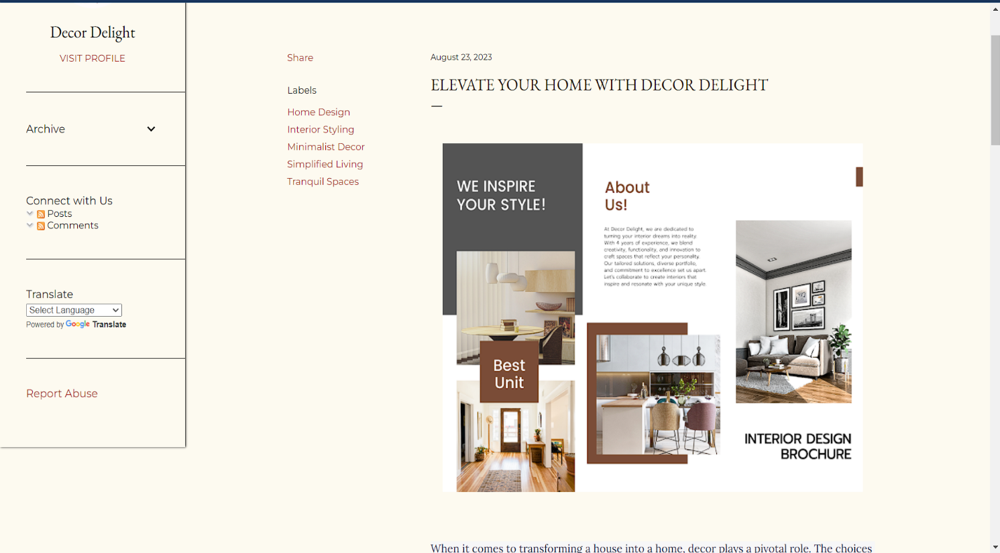 Decor Delight
VISIT PROFILE
Archive
Connect with Us
Posts
Comments
Translate
Select Language
Powered by Google Translate
Report Abuse
Share
Labels
Home Design
Interior Styling
Minimalist Decor
Simplified Living
Tranquil Spaces
August 23, 2023
ELEVATE YOUR HOME WITH DECOR DELIGHT
WE INSPIRE
YOUR STYLE!
Best
Unit
About
Us!
At Decor Delight, we are dedicated to
turning your interior dreams into reality.
With 4 years of experience, we blend
creativity, functionality, and innovation to
craft spaces that reflect your personality.
Our tailored solutions, diverse portfolio,
and commitment to excellence set us apart.
Let's collaborate to create interiors that
inspire and resonate with your unique style.
INTERIOR DESIGN
BROCHURE
When it comes to transforming a house into a home, decor plays a pivotal role. The choices